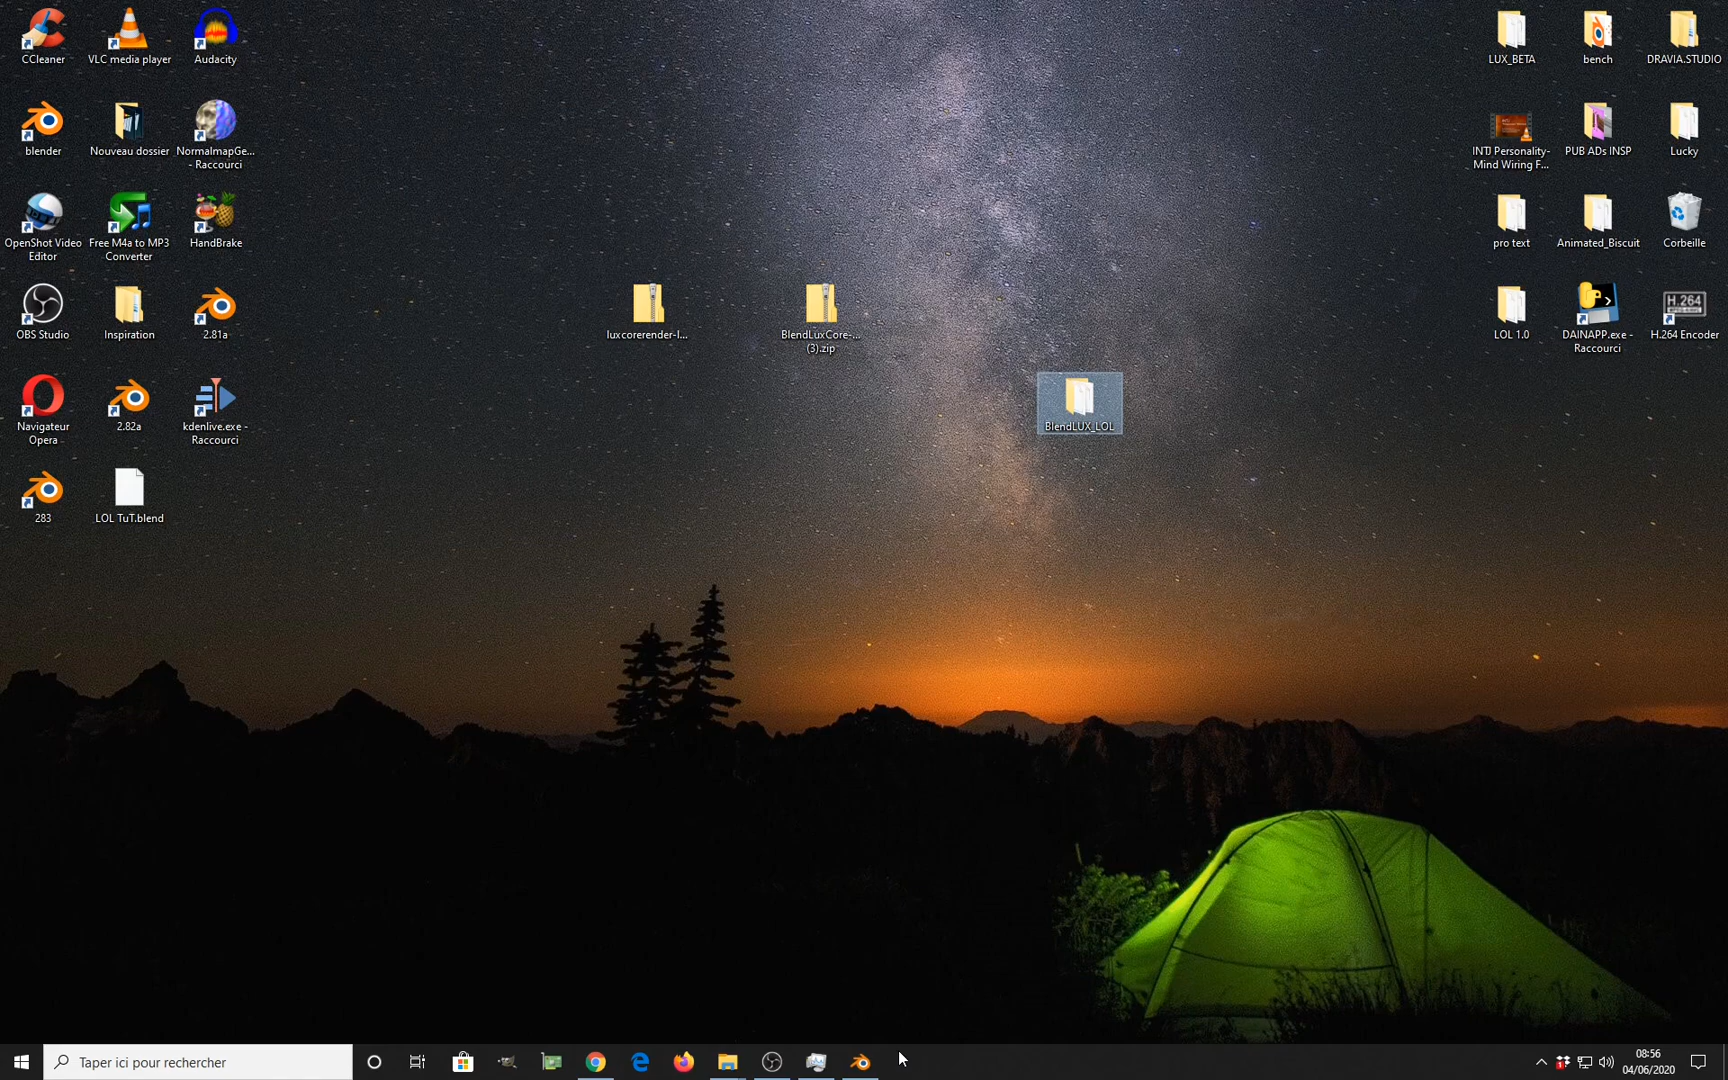 CCleaner
VLC media player
Audacity
blender
Nouveau dossier
NormalmapGe...
- Raccourci
OpenShot Video
Editor
Free M4a to MP3
Converter
HandBrake
OBS Studio
Inspiration
2.81a
Navigateur
Opera
2.82a
kdenlive.exe -
Raccourci
283
LOL TuT.blend
luxcorerender-l...
BlendLuxCore-...
(3).zip
BlendLUX_LOL
LUX_BETA
bench
DRAVIA.STUDIO
INTJ Personality-
Mind Wiring F...
PUB ADs INSP
Lucky
pro text
Animated_Biscuit
Corbeille
LOL 1.0
DAINAPP.exe -
Raccourci
H.264
H.264 Encoder
Taper ici pour rechercher
08:56
04/06/2020